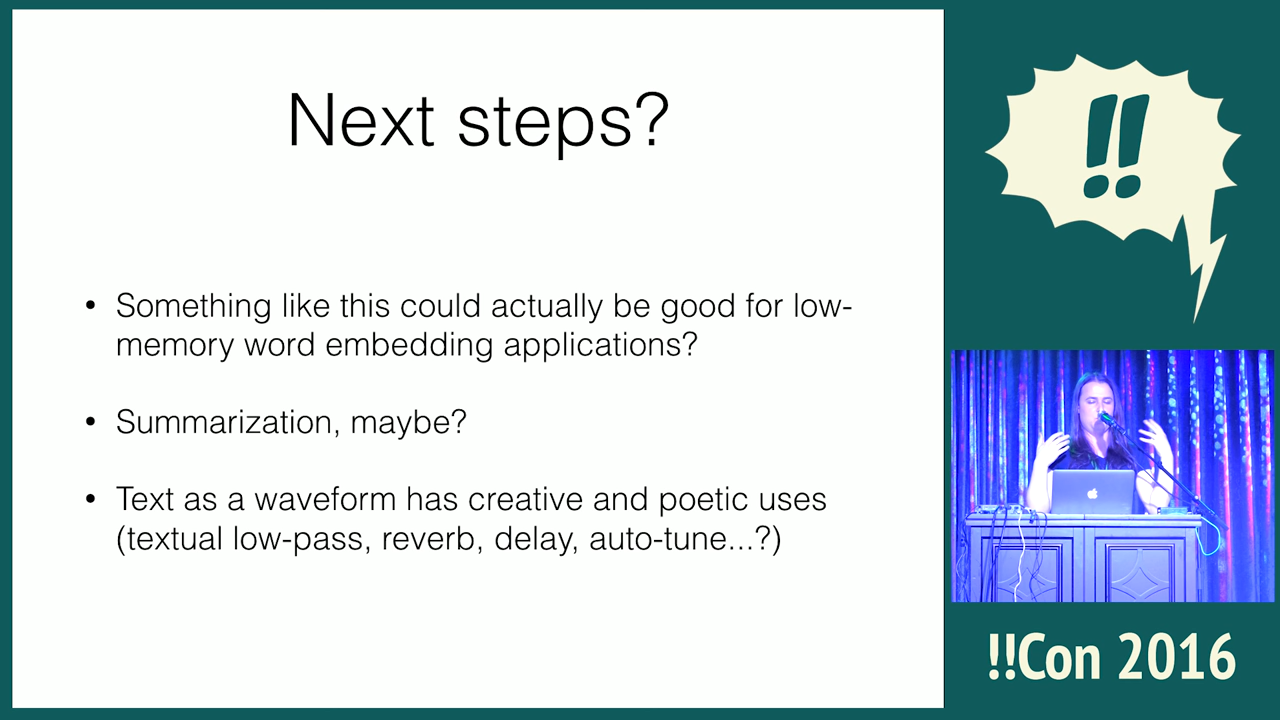 Next steps?
• Something like this could actually be good for low-
memory word embedding applications?
• Summarization, maybe?
• Text as a waveform has creative and poetic uses
(textual low-pass, reverb, delay, auto-tune...?)
!!
!!Con 2016